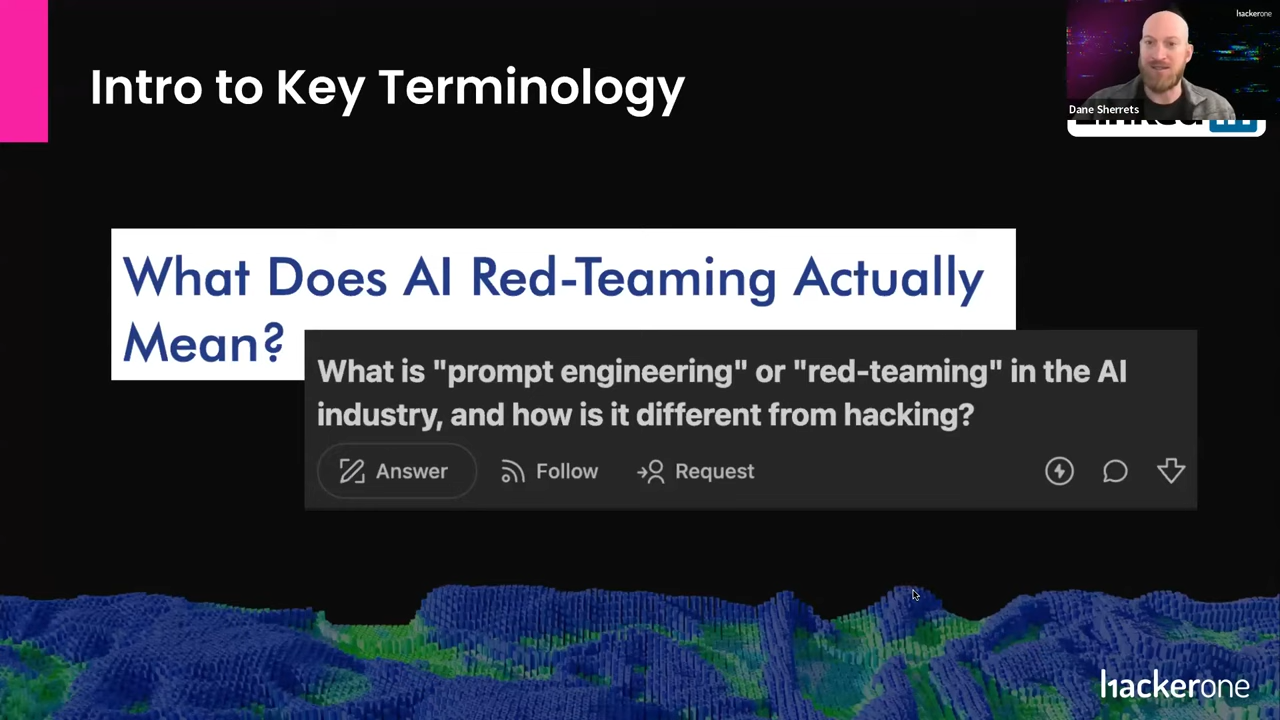 Intro to Key Terminology
hackerone
Dane Sherrets
What Does AI Red-Teaming Actually
Mean?
What is "prompt engineering" or "red-teaming" in the AI
industry, and how is it different from hacking?
Answer
Follow
Request
hackerone